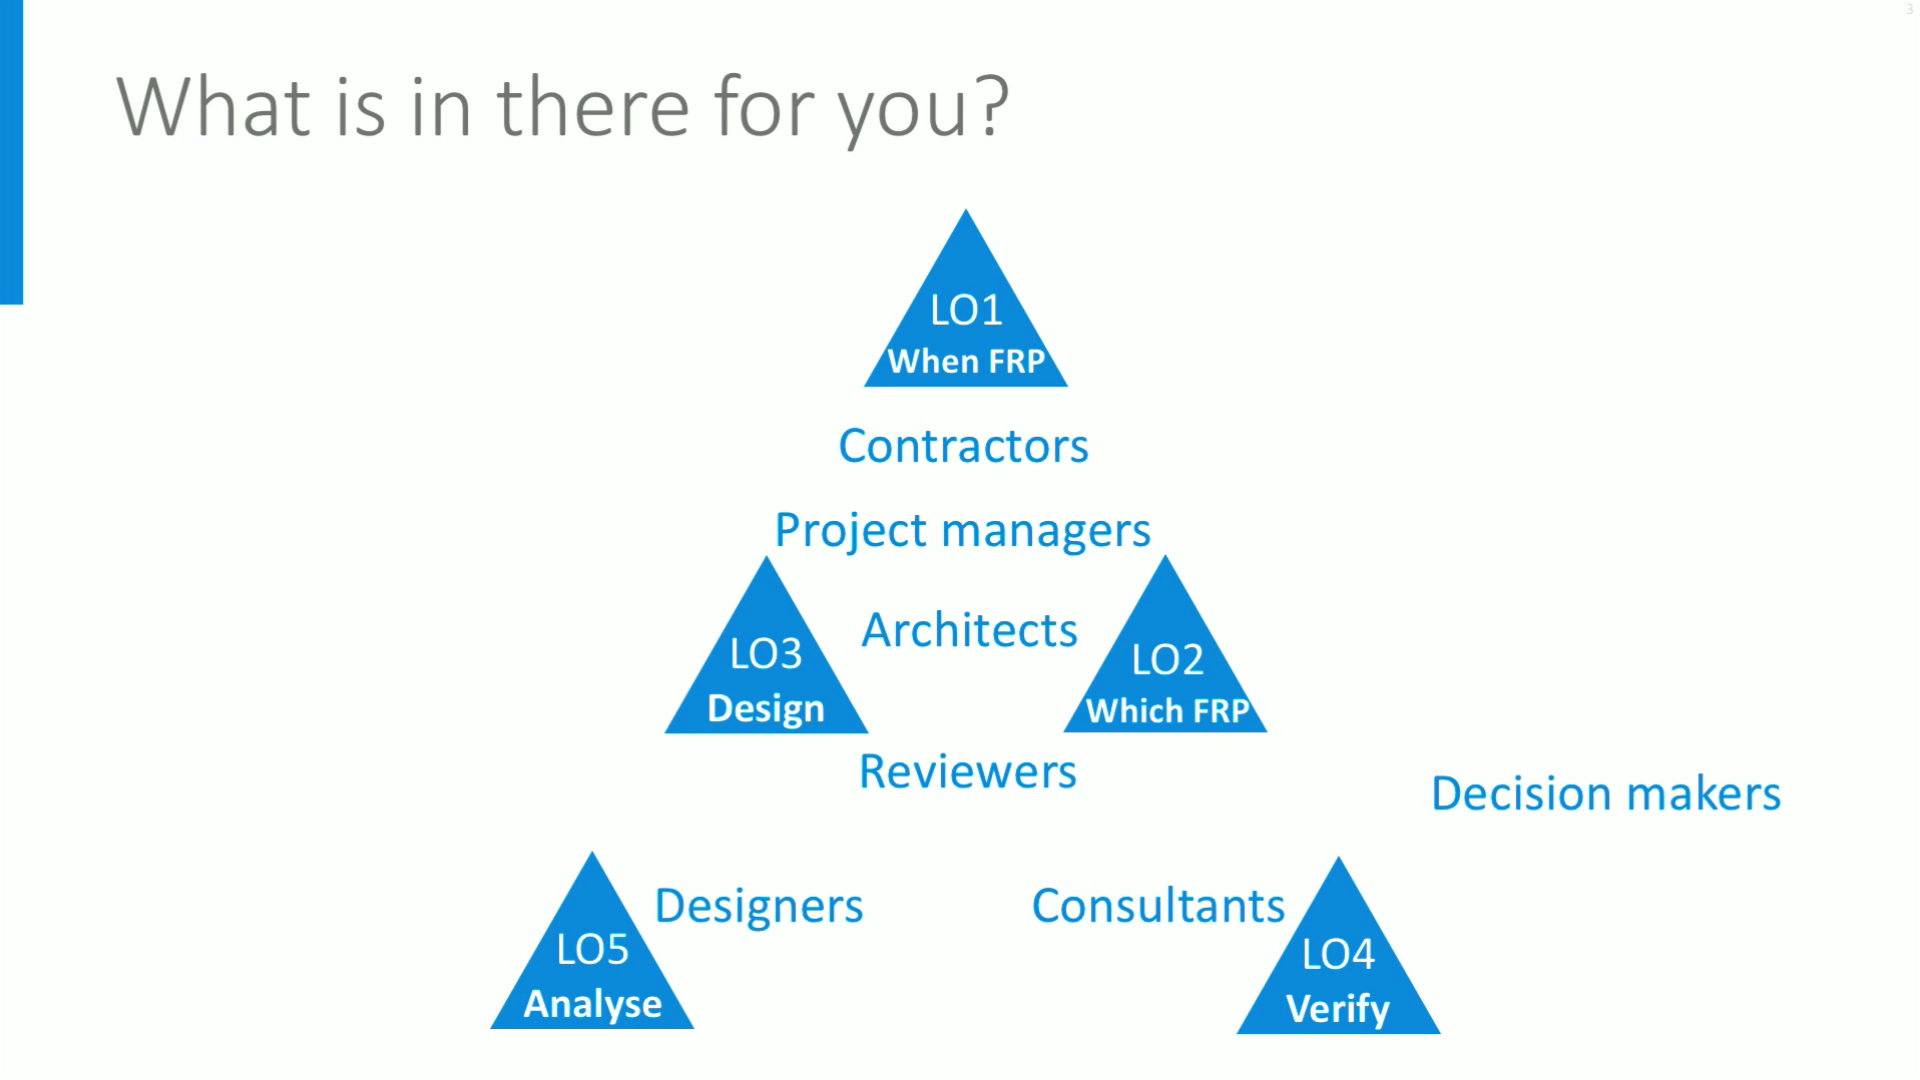 3
What is in there for you?
LO1
When FRP
Contractors
Project managers
Architects
LO3
Design
LO2
Which FRP
Reviewers
Decision makers
Designers
Consultants
LO5
Analyse
LO4
Verify